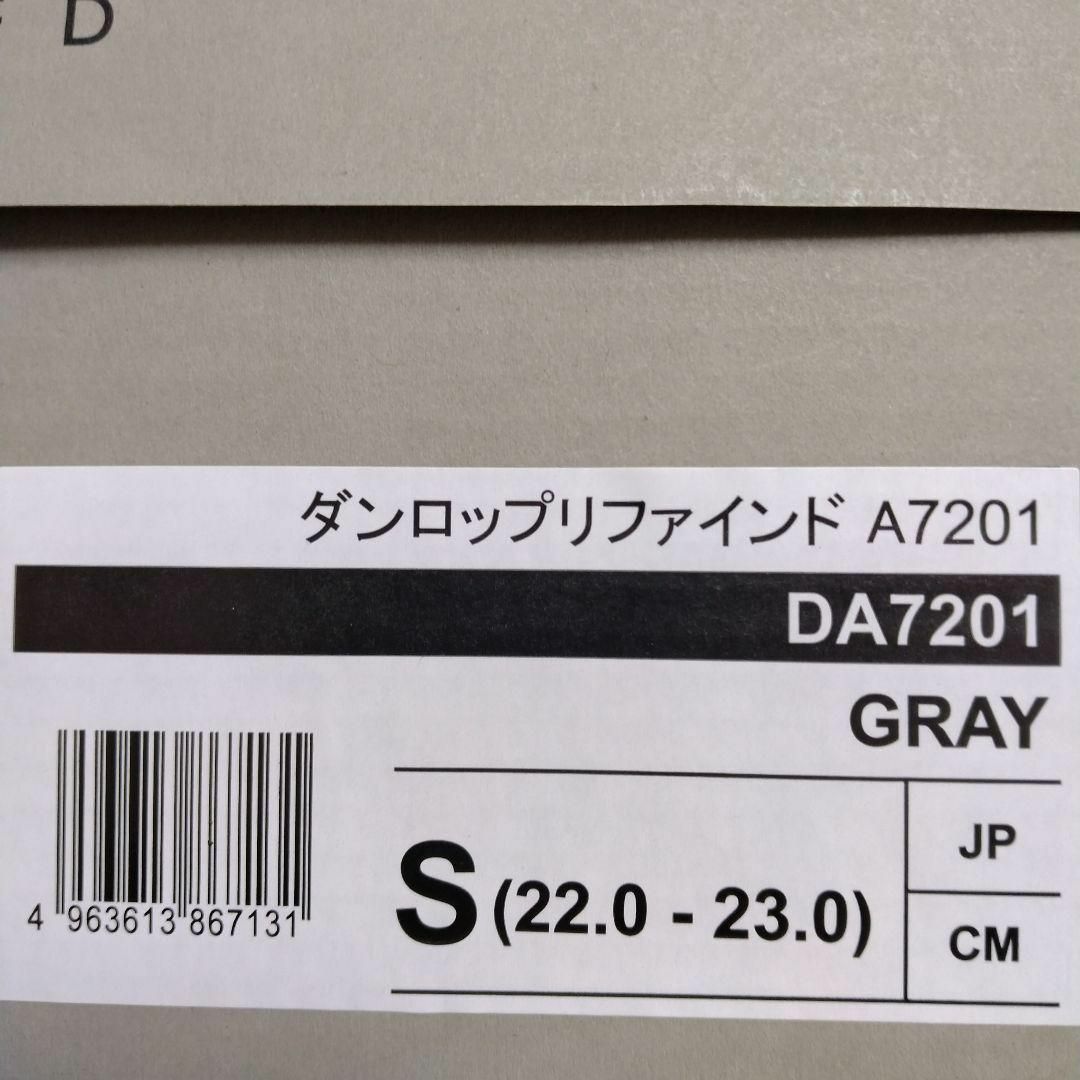 D
ダンロップリファインド A7201
DA7201
GRAY
S (22.0 - 23.0)
JP
CM
4 963613 867131